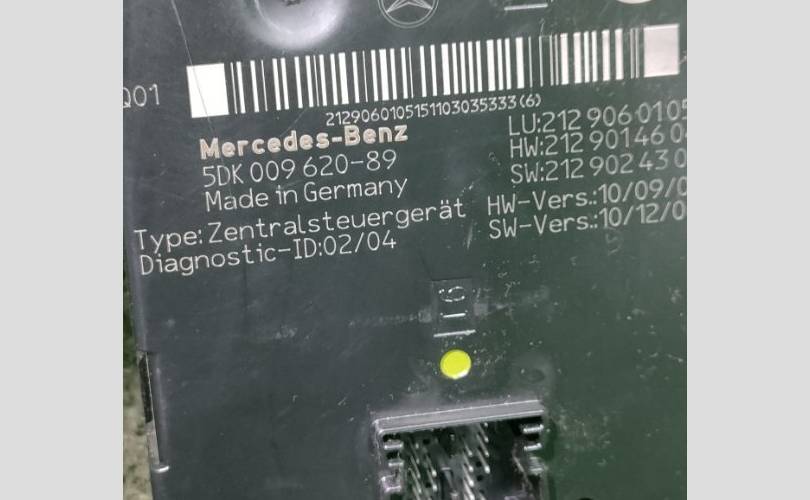 Q01
2129060105151103035333(6)
Mercedes-Benz
5DK 009 620-89
Made in Germany
Type: Zentralsteuergerät
Diagnostic-ID:02/04
LU:212 906 01 05
HW:212 901 46 0
SW:212 902 43 0
HW-Vers.:10/09/0
SW-Vers.:10/12/0